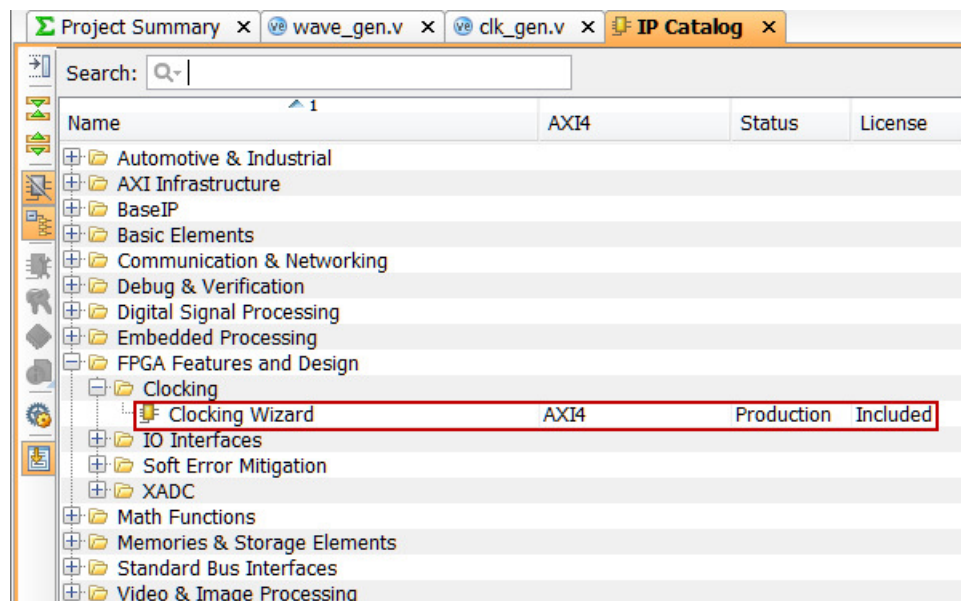 Σ Project Summary × ve wave_gen.v × ve clk_gen.v × IP Catalog ×
Search:
Name 1 AXI4 Status License
Automotive & Industrial
AXI Infrastructure
BaseIP
Basic Elements
Communication & Networking
Debug & Verification
Digital Signal Processing
Embedded Processing
FPGA Features and Design
Clocking
Clocking Wizard AXI4 Production Included
IO Interfaces
Soft Error Mitigation
XADC
Math Functions
Memories & Storage Elements
Standard Bus Interfaces
Video & Image Processing